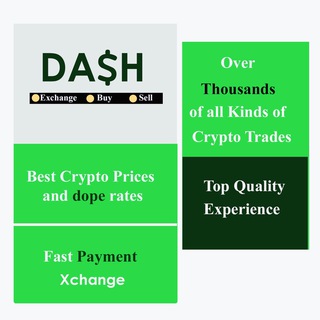 DA$H
Exchange Buy Sell
Best Crypto Prices
and dope rates
Fast Payment
Xchange
Over
Thousands
of all Kinds of
Crypto Trades
Top Quality
Experience